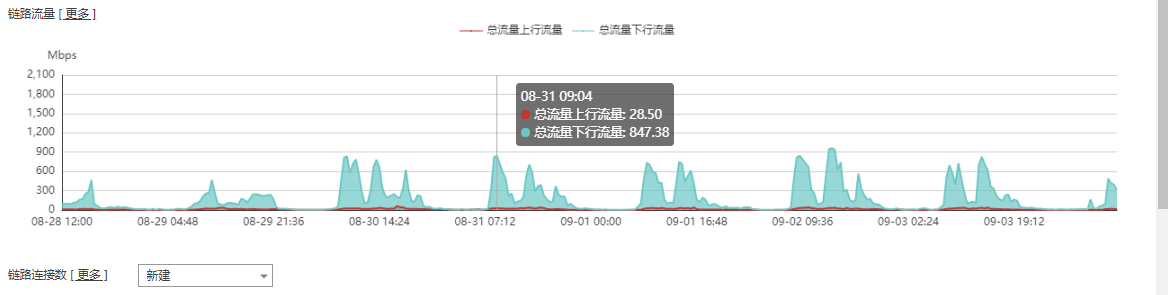 链路流量 [ 更多 ]
总流量上行流量 总流量下行流量
Mbps
2,100
1,800
1,500
1,200
900
600
300
0
08-31 09:04
总流量上行流量: 28.50
总流量下行流量: 847.38
08-28 12:00 08-29 04:48 08-29 21:36 08-30 14:24 08-31 07:12 09-01 00:00 09-01 16:48 09-02 09:36 09-03 02:24 09-03 19:12
链路连接数 [ 更多 ] 新建